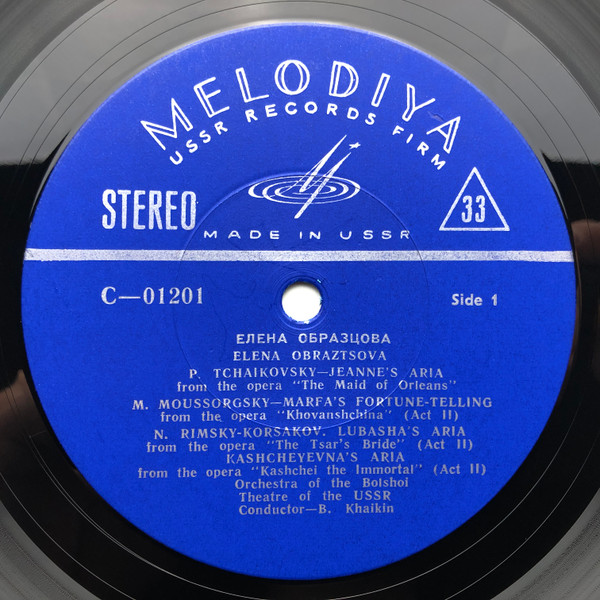 MELODIYA
USSR RECORDS FIRM
STEREO
33
MADE IN USSR
C—01201
Side 1
ЕЛЕНА ОБРАЗЦОВА
ELENA OBRAZTSOVA
P. TCHAIKOVSKY—JEANNE'S ARIA
from the opera "The Maid of Orleans"
M. MOUSSORGSKY—MARFA'S FORTUNE-TELLING
from the opera "Khovanshchina" (Act II)
N. RIMSKY-KORSAKOV. LUBASHA'S ARIA
from the opera "The Tsar's Bride" (Act II)
KASHCHEYEVNA'S ARIA
from the opera "Kashchei the Immortal" (Act II)
Orchestra of the Bolshoi
Theatre of the USSR
Conductor—B. Khaikin